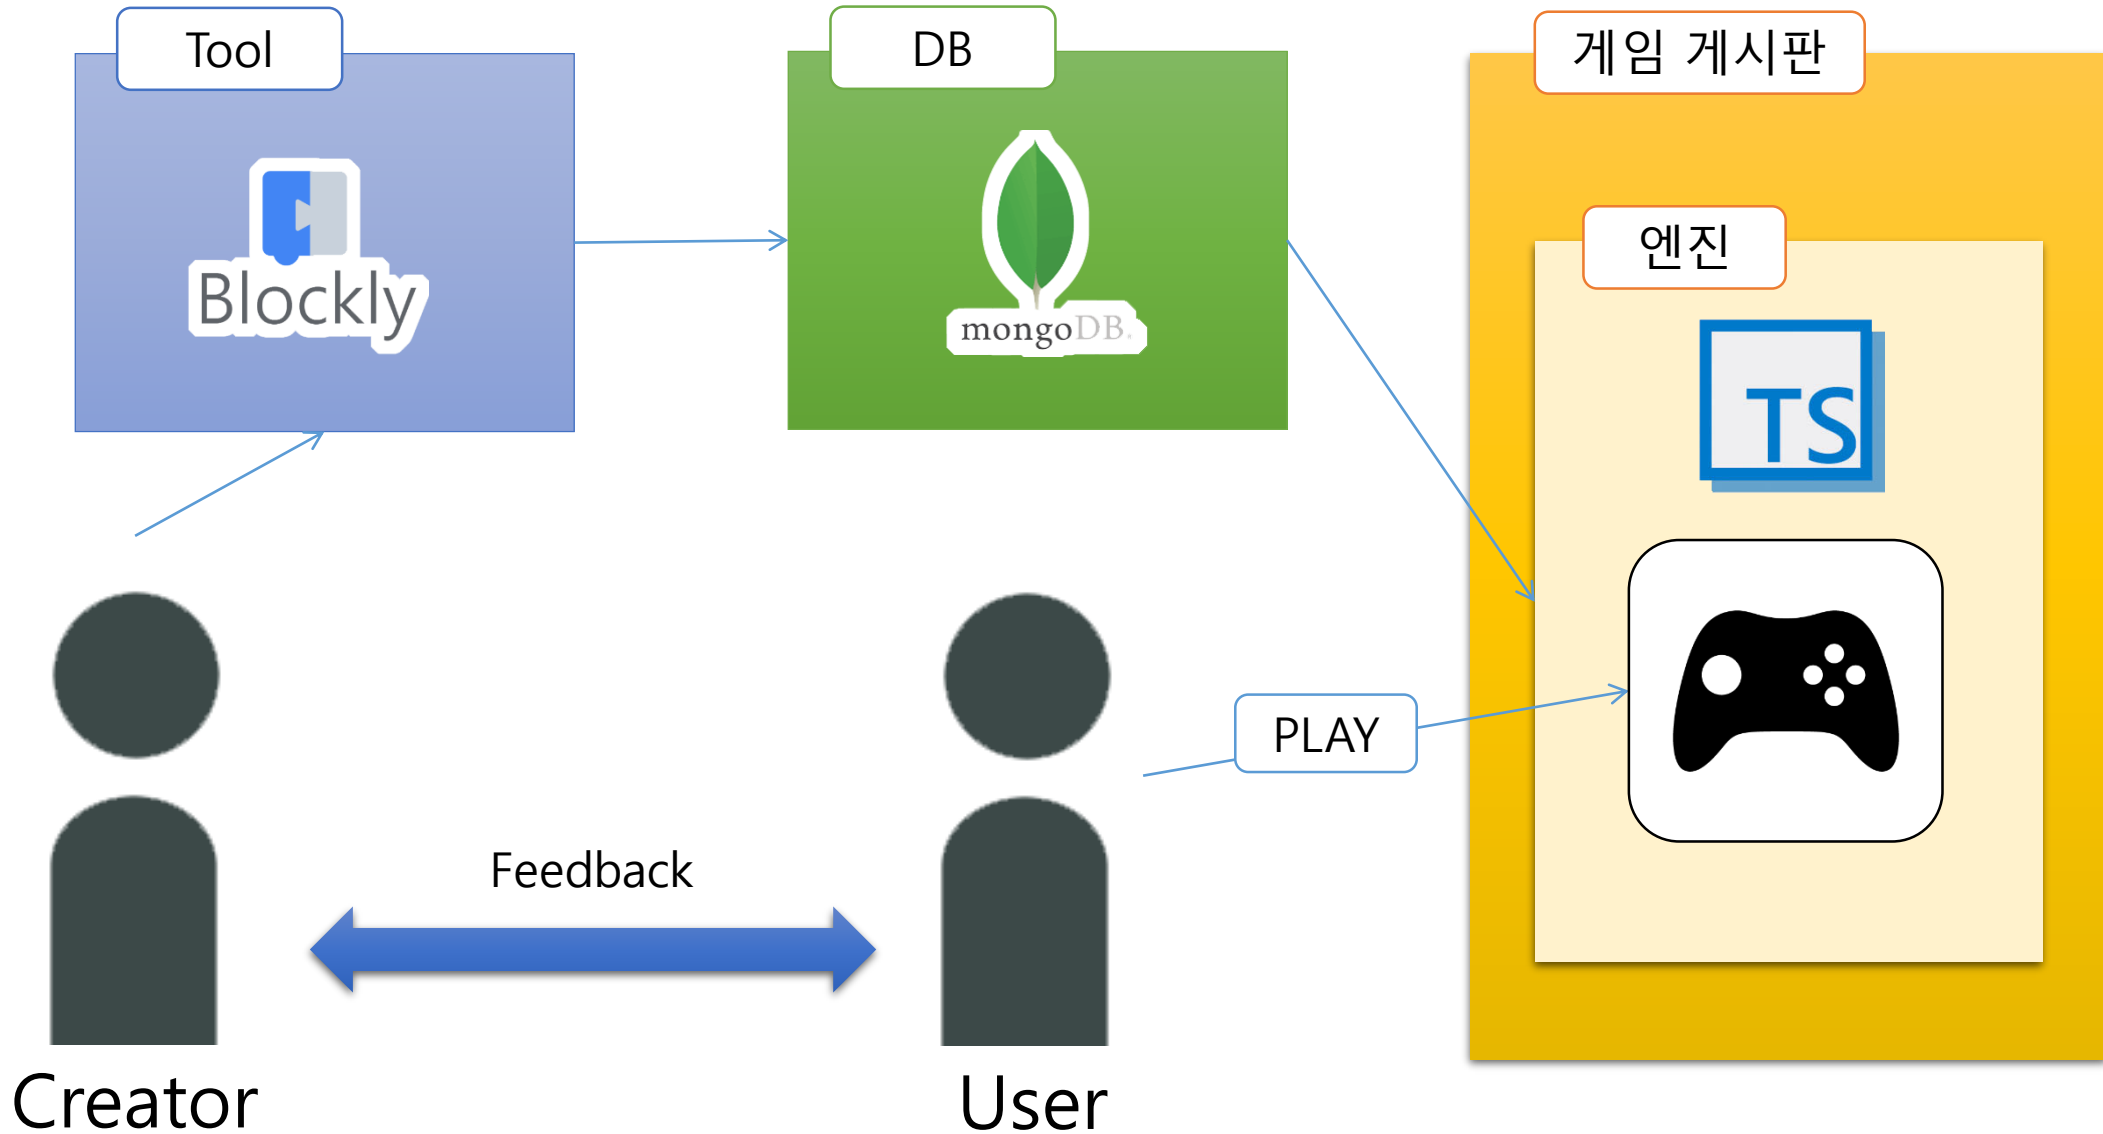 Tool
DB
게임 게시판
Blockly
mongoDB.
엔진
TS
PLAY
Feedback
Creator
User